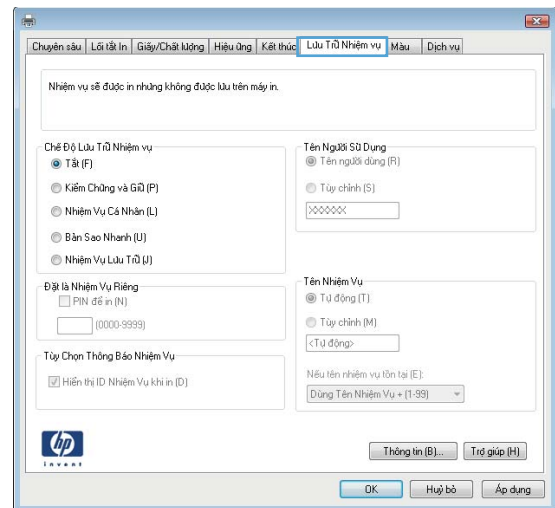 Chuyên sâu Lối tắt In Giấy/Chất lượng Hiệu ứng Kết thúc Lưu Trữ Nhiệm vụ Màu Dịch vụ
Nhiệm vụ sẽ được in nhưng không được lưu trên máy in.
Chế Độ Lưu Trữ Nhiệm vụ
Tắt (F)
Kiểm Chứng và Giữ (P)
Nhiệm Vụ Cá Nhân (L)
Bản Sao Nhanh (U)
Nhiệm Vụ Lưu Trữ (J)
Đặt là Nhiệm Vụ Riêng
PIN để in (N)
(0000-9999)
Tùy Chọn Thông Báo Nhiệm Vụ
Hiển thị ID Nhiệm Vụ khi in (D)
Tên Người Sử Dụng
Tên người dùng (R)
Tùy chỉnh (S)
XXXXXX
Tên Nhiệm Vụ
Tự động (T)
Tùy chỉnh (M)
<Tự động>
Nếu tên nhiệm vụ tồn tại (E):
Dùng Tên Nhiệm Vụ + (1-99)
hp
invent
Thông tin (B)... Trợ giúp (H)
OK Huỷ bỏ Áp dụng